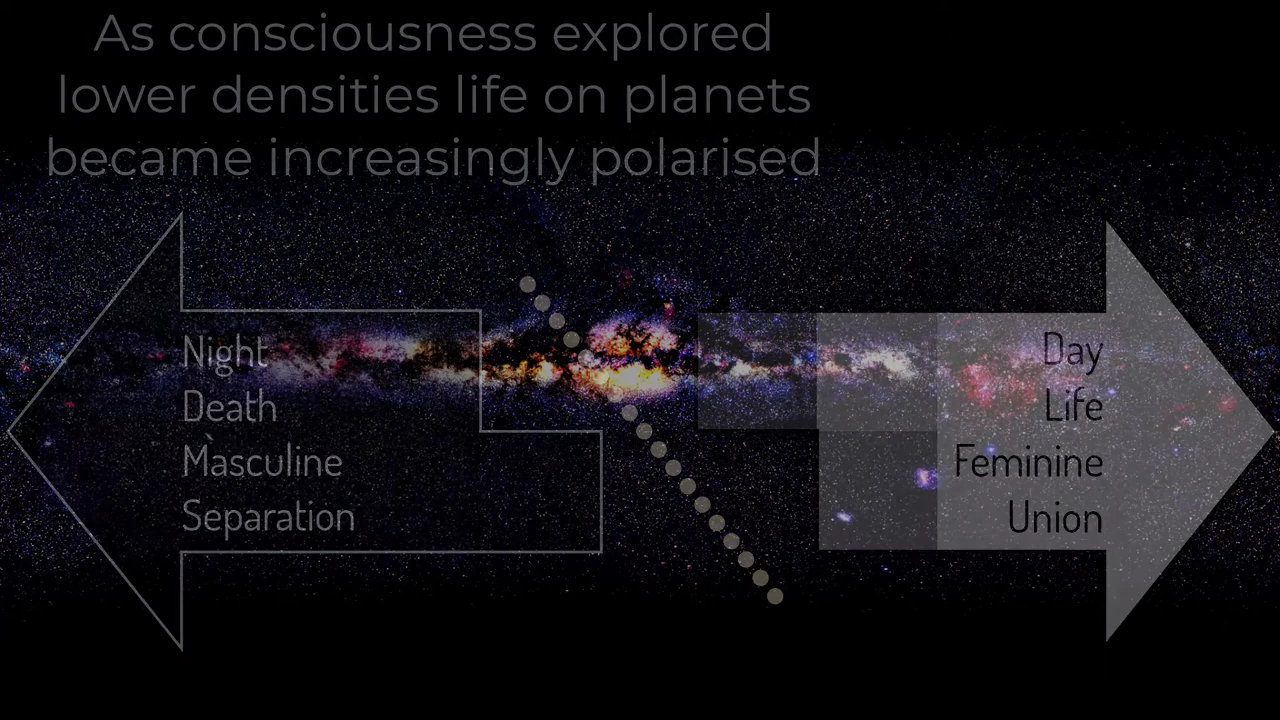 As consciousness explored
lower densities life on planets
became increasingly polarised
Night
Death
Masculine
Separation
Day
Life
Feminine
Union